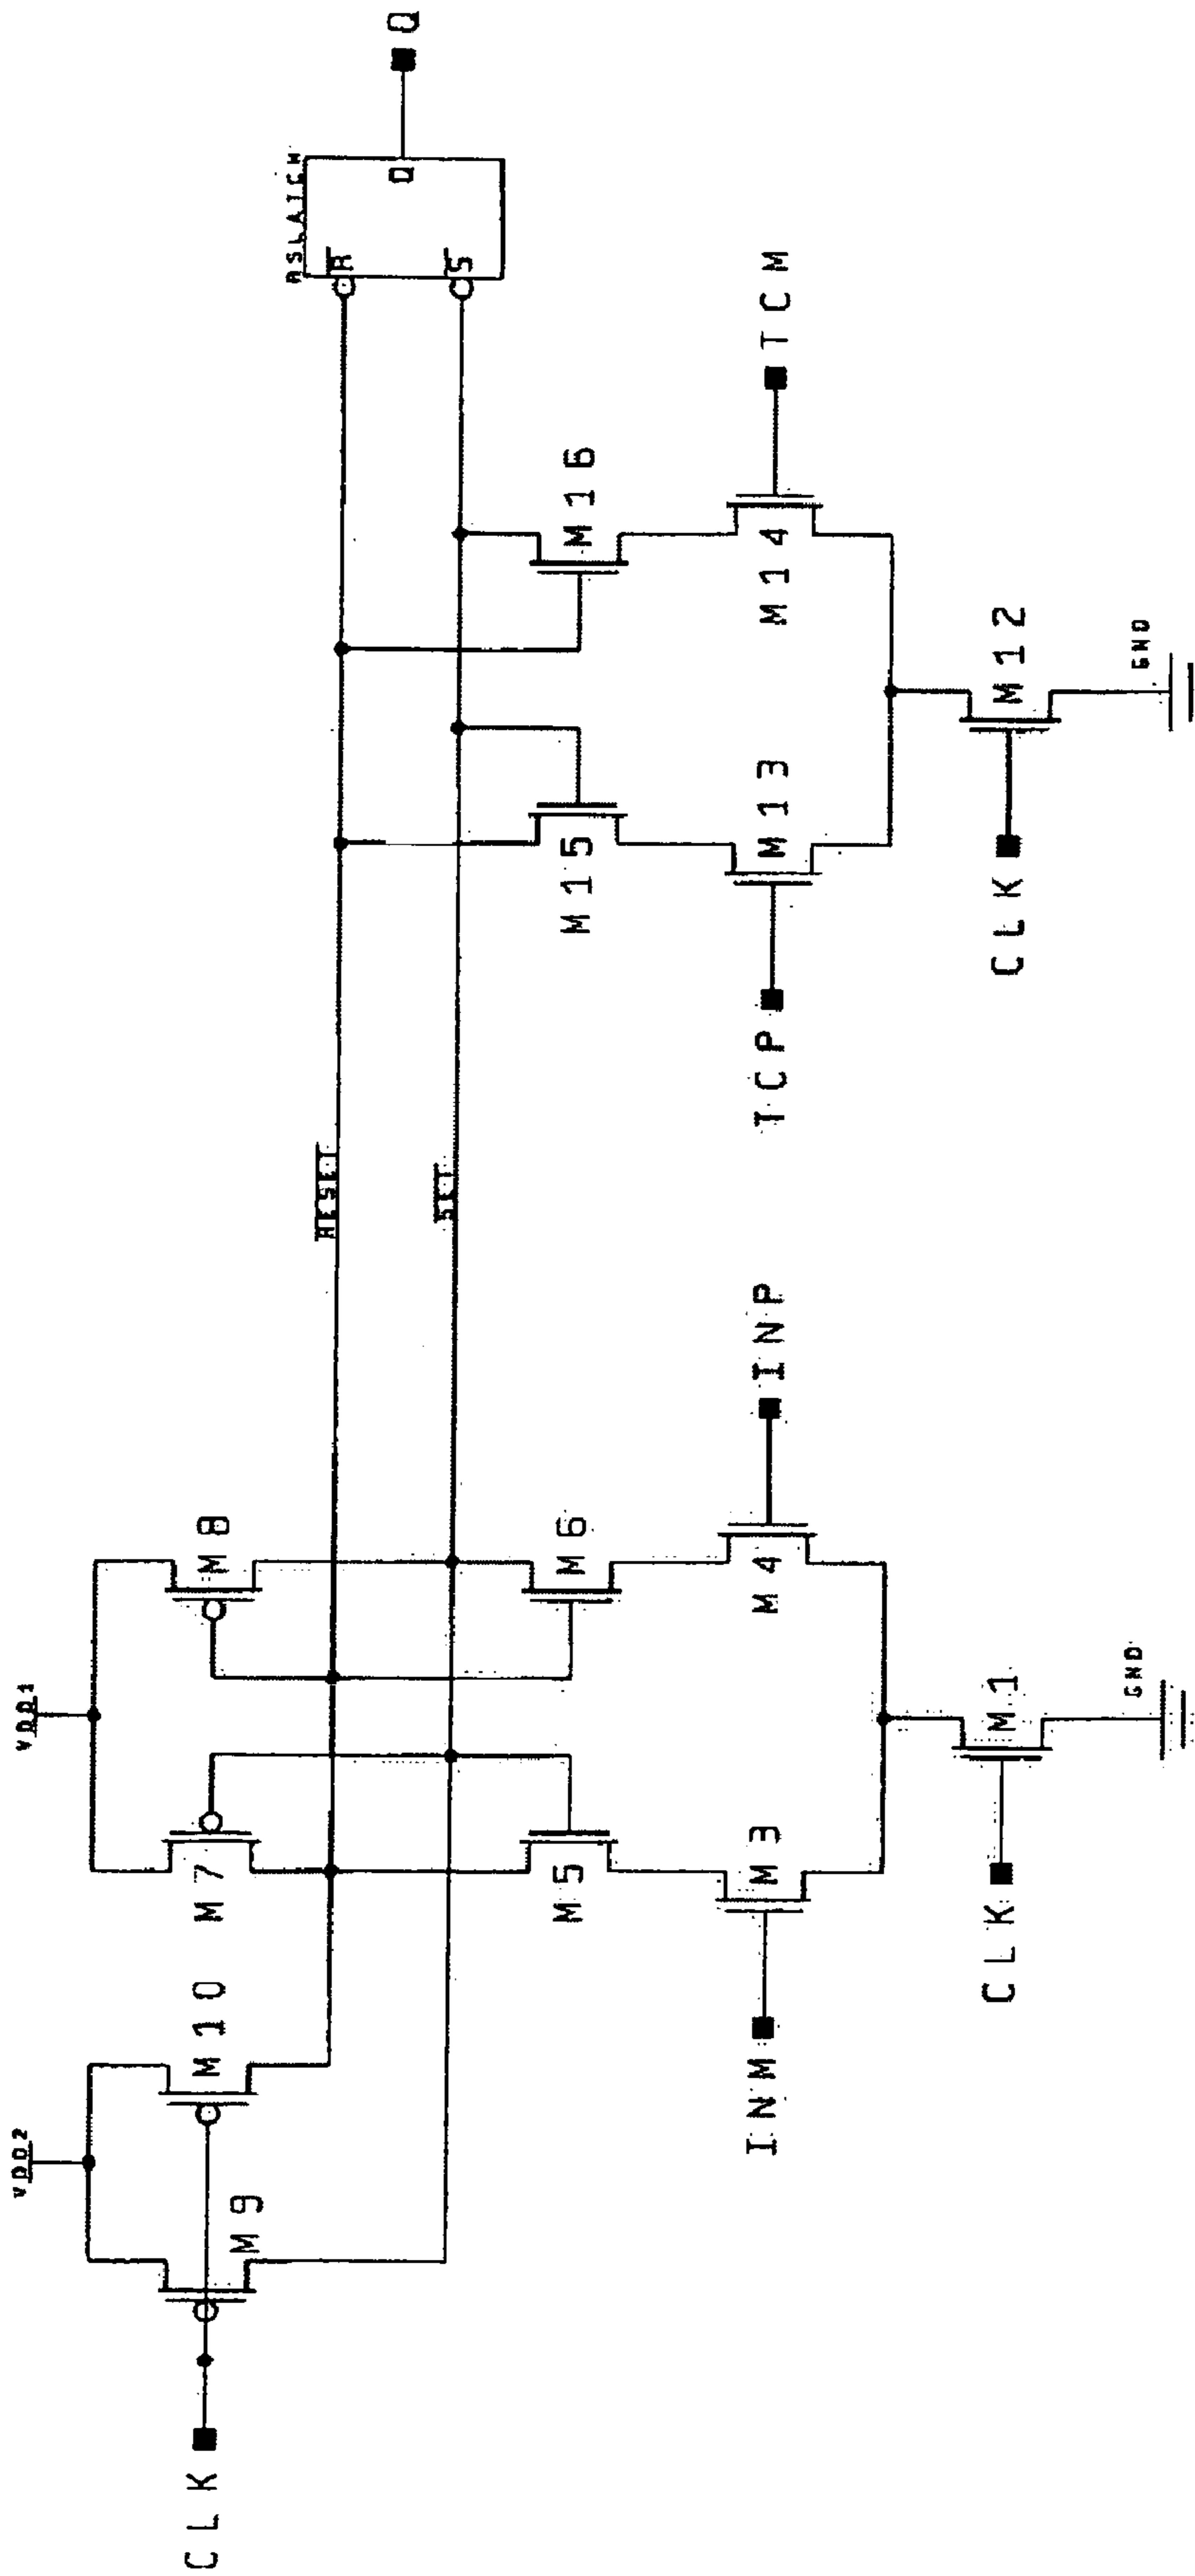 VDD2
VDD1
CLK
M9
M10
M7
M8
RESET
SET
RSLATCH
R
S
Q
Q
M5
M6
M15
M16
INM
M3
M4
INP
TCP
M13
M14
TCM
CLK
M1
GND
CLK
M12
GND